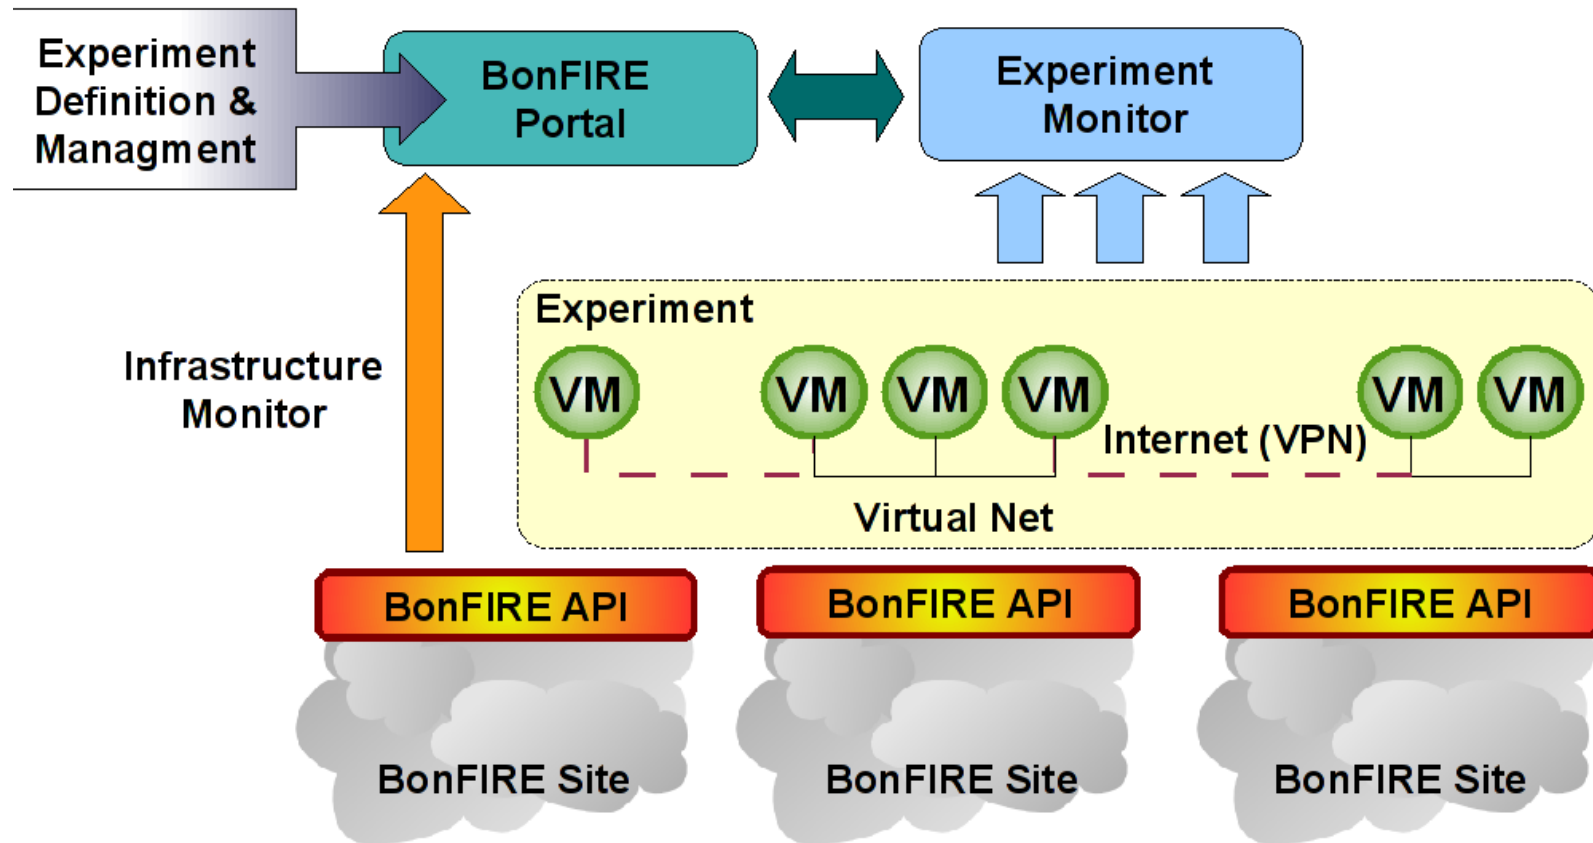 Experiment
Definition &
Managment
BonFIRE
Portal
Experiment
Monitor
Infrastructure
Monitor
Experiment
VM
VM
VM
VM
VM
VM
Internet (VPN)
Virtual Net
BonFIRE API
BonFIRE API
BonFIRE API
BonFIRE Site
BonFIRE Site
BonFIRE Site